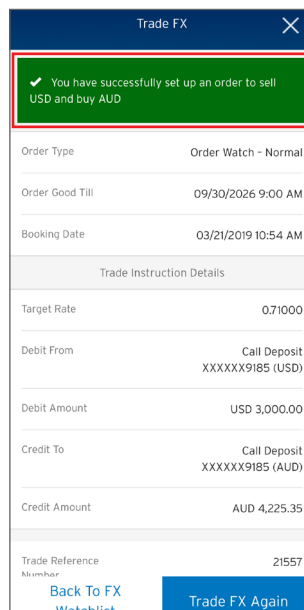 Trade FX
You have successfully set up an order to sell
USD and buy AUD
Order Type
Order Watch – Normal
Order Good Till
09/30/2026 9:00 AM
Booking Date
03/21/2019 10:54 AM
Trade Instruction Details
Target Rate
0.71000
Debit From
Call Deposit
XXXXXX9185 (USD)
Debit Amount
USD 3,000.00
Credit To
Call Deposit
XXXXXX9185 (AUD)
Credit Amount
AUD 4,225.35
Trade Reference
Number
21557
Back To FX
Watchlist
Trade FX Again